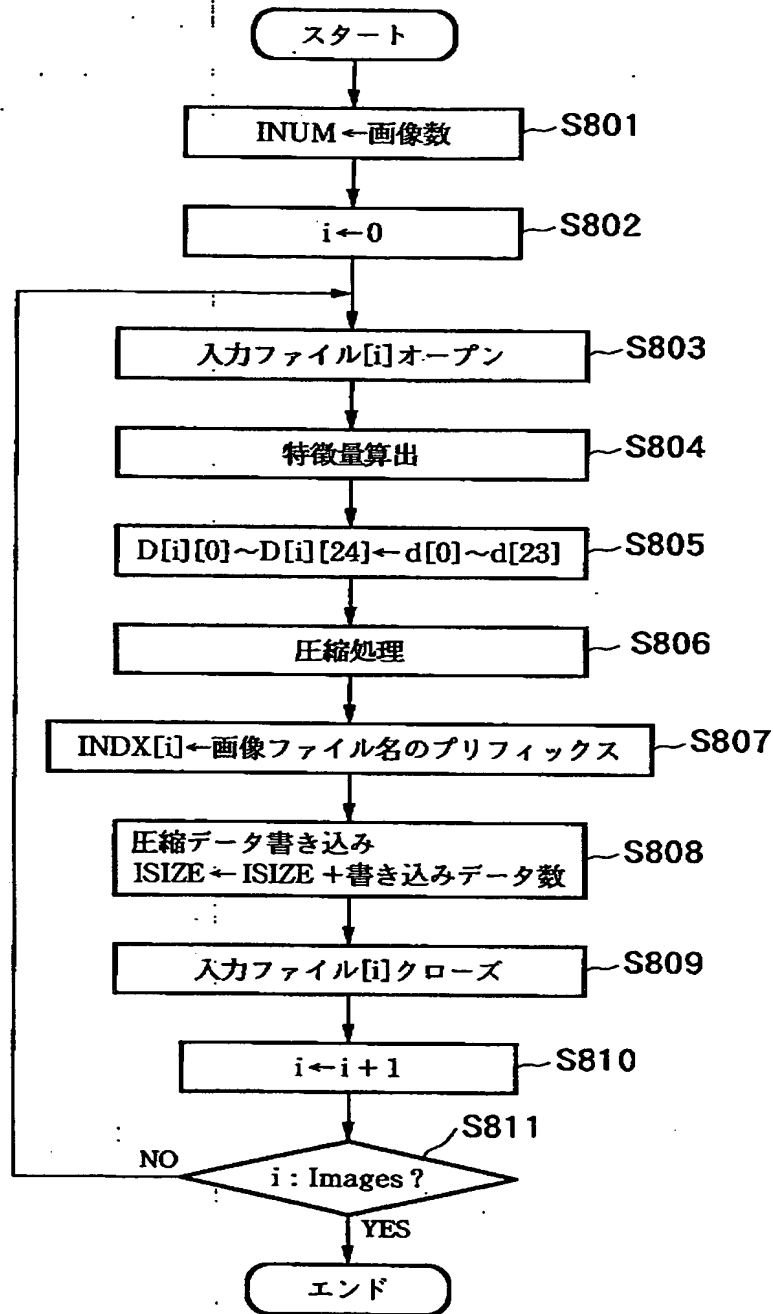 スタート
INUM←画像数
S801
i←0
S802
入力ファイル[i]オープン
S803
特徴量算出
S804
D[i][0]～D[i][24]←d[0]～d[23]
S805
圧縮処理
S806
INDX[i]←画像ファイル名のプリフィックス
S807
圧縮データ書き込み
ISIZE←ISIZE+書き込みデータ数
S808
入力ファイル[i]クローズ
S809
i←i+1
S810
S811
i : Images ?
NO
YES
エンド